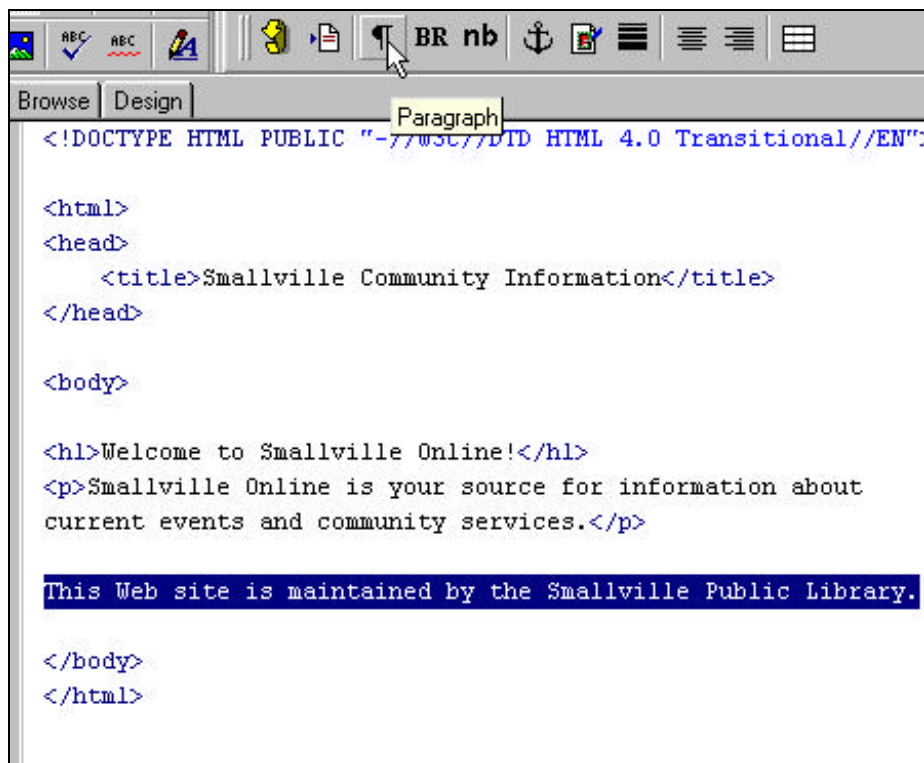 ABC ABC A ¶ BR nb
Browse Design
Paragraph
<!DOCTYPE HTML PUBLIC "-//W3C//DTD HTML 4.0 Transitional//EN"
<html>
<head>
<title>Smallville Community Information</title>
</head>
<body>
<hl>Welcome to Smallville Online!</hl>
<p>Smallville Online is your source for information about
current events and community services.</p>
This Web site is maintained by the Smallville Public Library.
</body>
</html>